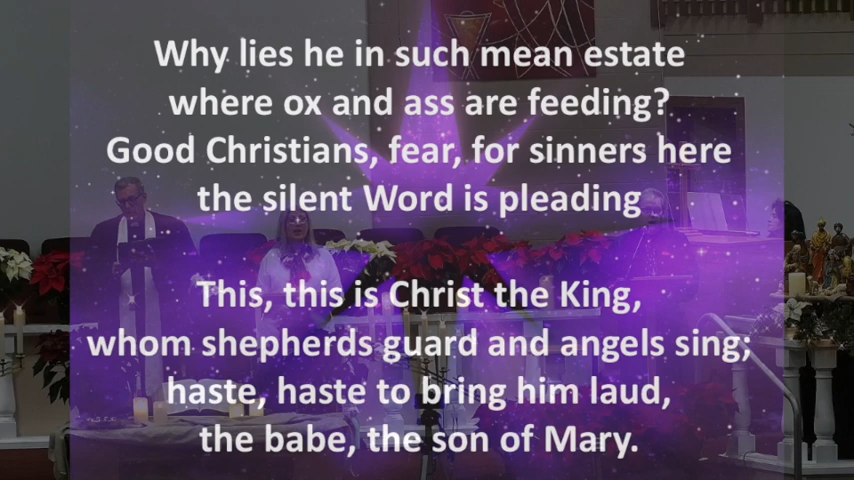 Why lies he in such mean estate
where ox and ass are feeding?
Good Christians, fear, for sinners here
the silent Word is pleading
This, this is Christ the King,
whom shepherds guard and angels sing;
haste, haste to bring him laud,
the babe, the son of Mary.